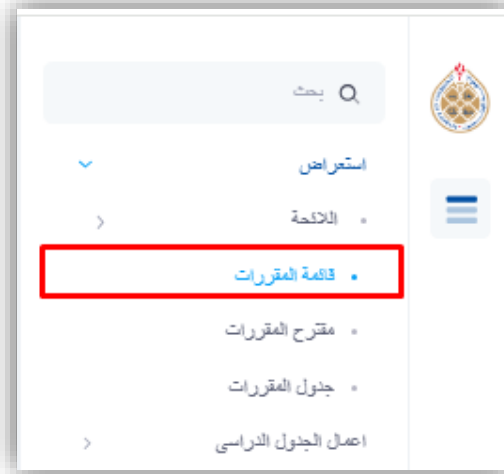 بحث
استعراض
اللائحة
قائمة المقررات
مقترح المقررات
جدول المقررات
اعمال الجدول الدراسى